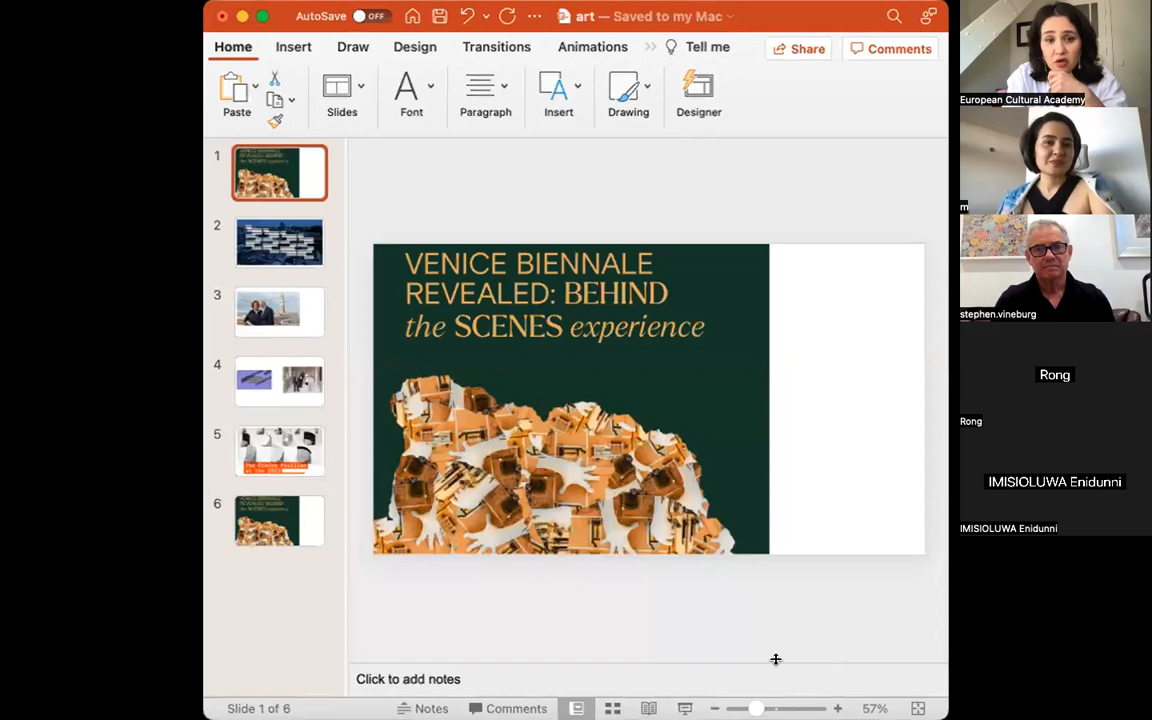 AutoSave OFF art — Saved to my Mac
Home Insert Draw Design Transitions Animations Tell me Share Comments
Paste Slides Font Paragraph Insert Drawing Designer
1
2
3
4
5
6
VENICE BIENNALE
REVEALED: BEHIND
the SCENES experience
Click to add notes
Slide 1 of 6 Notes Comments 57%
European Cultural Academy
m
stephen.vineburg
Rong
Rong
IMISIOLUWA Enidunni
IMISIOLUWA Enidunni